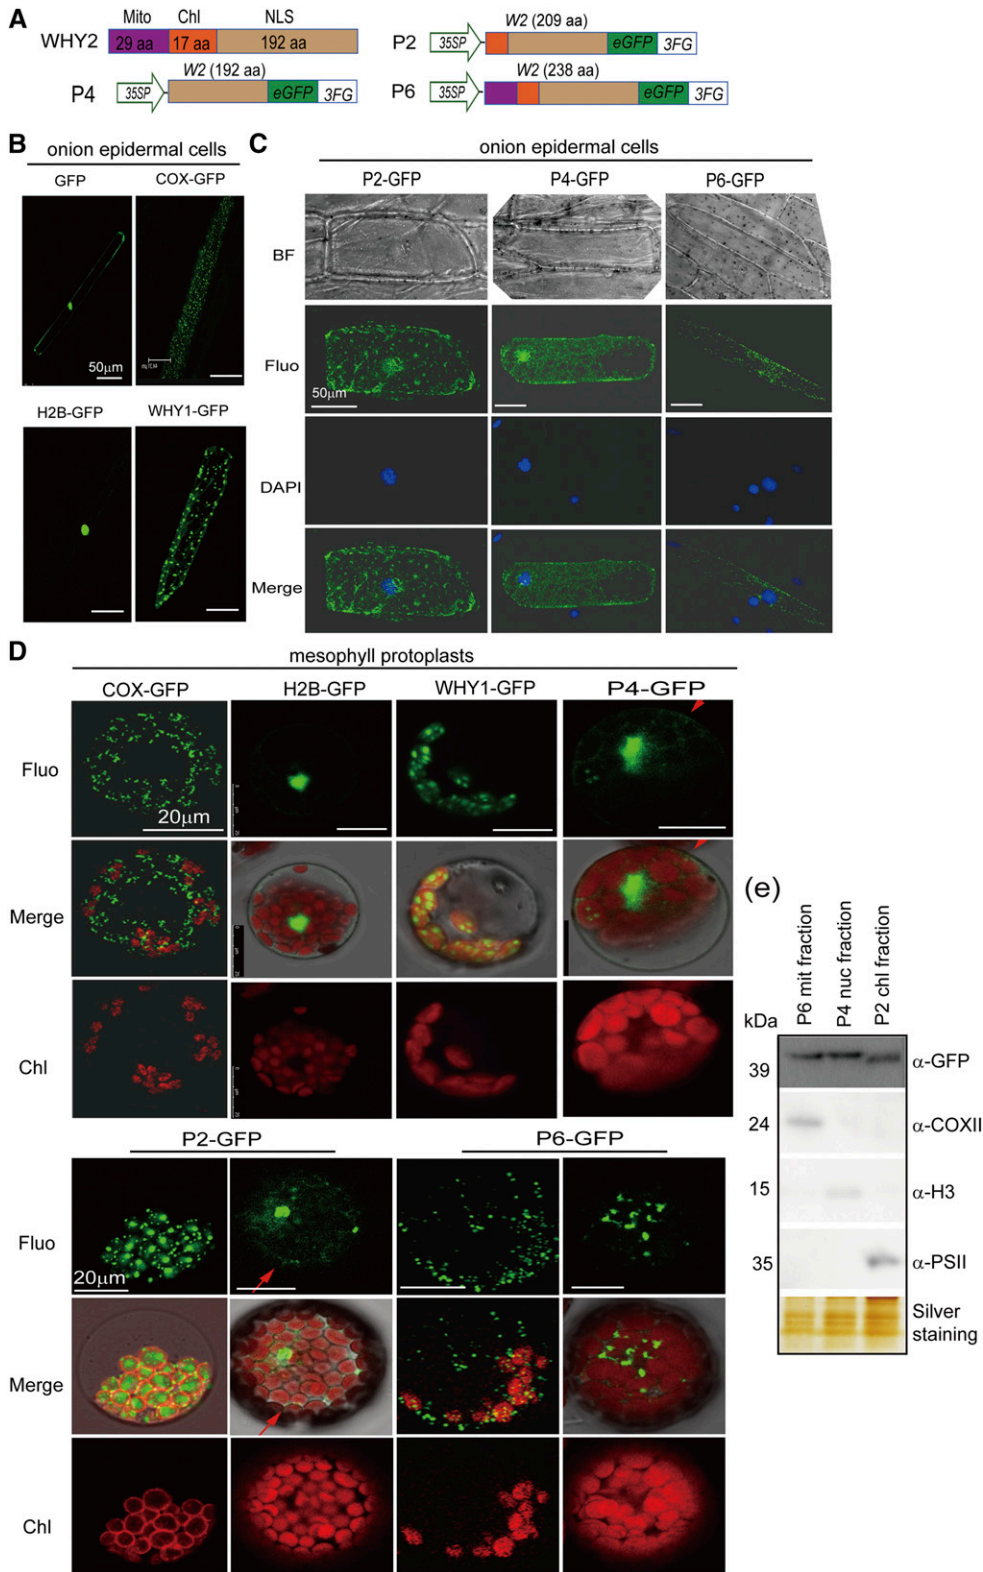 A
Mito Chl NLS
WHY2 29 aa 17 aa 192 aa
W2 (209 aa)
P2 35SP eGFP 3FG
W2 (192 aa)
P4 35SP eGFP 3FG
W2 (238 aa)
P6 35SP eGFP 3FG
B
onion epidermal cells
GFP COX-GFP
50µm
H2B-GFP WHY1-GFP
C
onion epidermal cells
P2-GFP P4-GFP P6-GFP
BF
Fluo
50µm
DAPI
Merge
D
mesophyll protoplasts
COX-GFP H2B-GFP WHY1-GFP P4-GFP
Fluo
20µm
Merge
Chl
P2-GFP P6-GFP
Fluo
20µm
Merge
Chl
(e)
P6 mit fraction
P4 nuc fraction
P2 chl fraction
kDa
39 α-GFP
24 α-COXII
15 α-H3
35 α-PSII
Silver
staining